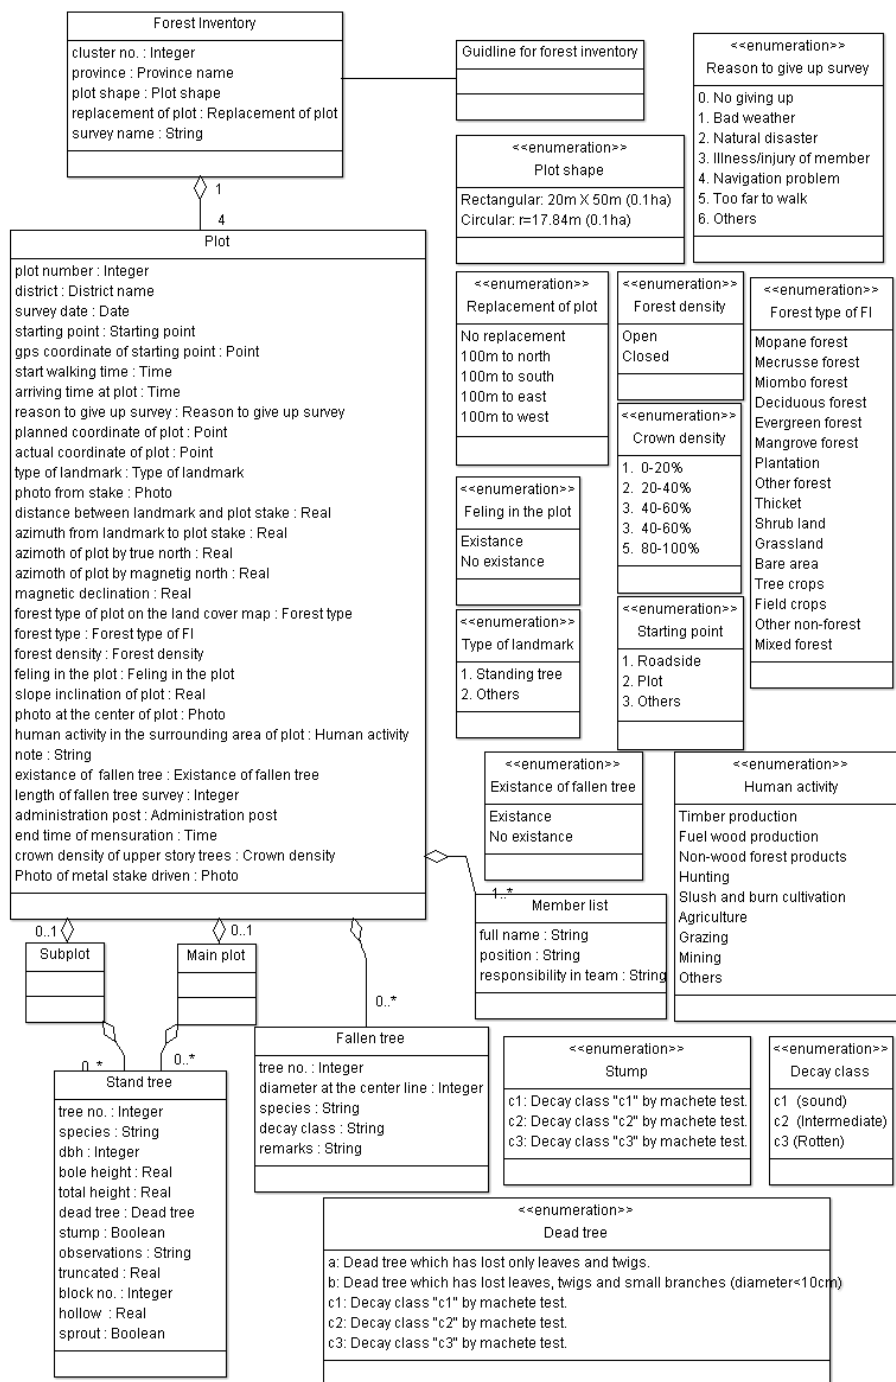 Forest Inventory
cluster no. : Integer
province : Province name
plot shape : Plot shape
replacement of plot : Replacement of plot
survey name : String
Guidline for forest inventory
<<enumeration>>
Reason to give up survey
0. No giving up
1. Bad weather
2. Natural disaster
3. Illness/injury of member
4. Navigation problem
5. Too far to walk
6. Others
<<enumeration>>
Plot shape
Rectangular: 20m X 50m (0.1ha)
Circular: r=17.84m (0.1ha)
1
4
Plot
plot number : Integer
district : District name
survey date : Date
starting point : Starting point
gps coordinate of starting point : Point
start walking time : Time
arriving time at plot : Time
reason to give up survey : Reason to give up survey
planned coordinate of plot : Point
actual coordinate of plot : Point
type of landmark : Type of landmark
photo from stake : Photo
distance between landmark and plot stake : Real
azimuth from landmark to plot stake : Real
azimoth of plot by true north : Real
azimoth of plot by magnetig north : Real
magnetic declination : Real
forest type of plot on the land cover map : Forest type
forest type : Forest type of FI
forest density : Forest density
feling in the plot : Feling in the plot
slope inclination of plot : Real
photo at the center of plot : Photo
human activity in the surrounding area of plot : Human activity
note : String
existance of fallen tree : Existance of fallen tree
length of fallen tree survey : Integer
administration post : Administration post
end time of mensuration : Time
crown density of upper story trees : Crown density
Photo of metal stake driven : Photo
<<enumeration>>
Replacement of plot
No replacement
100m to north
100m to south
100m to east
100m to west
<<enumeration>>
Forest density
Open
Closed
<<enumeration>>
Forest type of FI
Mopane forest
Mecrusse forest
Miombo forest
Deciduous forest
Evergreen forest
Mangrove forest
Plantation
Other forest
Thicket
Shrub land
Grassland
Bare area
Tree crops
Field crops
Other non-forest
Mixed forest
<<enumeration>>
Crown density
1. 0-20%
2. 20-40%
3. 40-60%
3. 40-60%
5. 80-100%
<<enumeration>>
Feling in the plot
Existance
No existance
<<enumeration>>
Type of landmark
1. Standing tree
2. Others
<<enumeration>>
Starting point
1. Roadside
2. Plot
3. Others
<<enumeration>>
Existance of fallen tree
Existance
No existance
<<enumeration>>
Human activity
Timber production
Fuel wood production
Non-wood forest products
Hunting
Slush and burn cultivation
Agriculture
Grazing
Mining
Others
1..*
Member list
full name : String
position : String
responsibility in team : String
0..1
Subplot
0..1
Main plot
0..*
0..*
0..*
Fallen tree
tree no. : Integer
diameter at the center line : Integer
species : String
decay class : String
remarks : String
<<enumeration>>
Stump
c1: Decay class "c1" by machete test.
c2: Decay class "c2" by machete test.
c3: Decay class "c3" by machete test.
<<enumeration>>
Decay class
c1 (sound)
c2 (Intermediate)
c3 (Rotten)
Stand tree
tree no. : Integer
species : String
dbh : Integer
bole height : Real
total height : Real
dead tree : Dead tree
stump : Boolean
observations : String
truncated : Real
block no. : Integer
hollow : Real
sprout : Boolean
<<enumeration>>
Dead tree
a: Dead tree which has lost only leaves and twigs.
b: Dead tree which has lost leaves, twigs and small branches (diameter<10cm)
c1: Decay class "c1" by machete test.
c2: Decay class "c2" by machete test.
c3: Decay class "c3" by machete test.